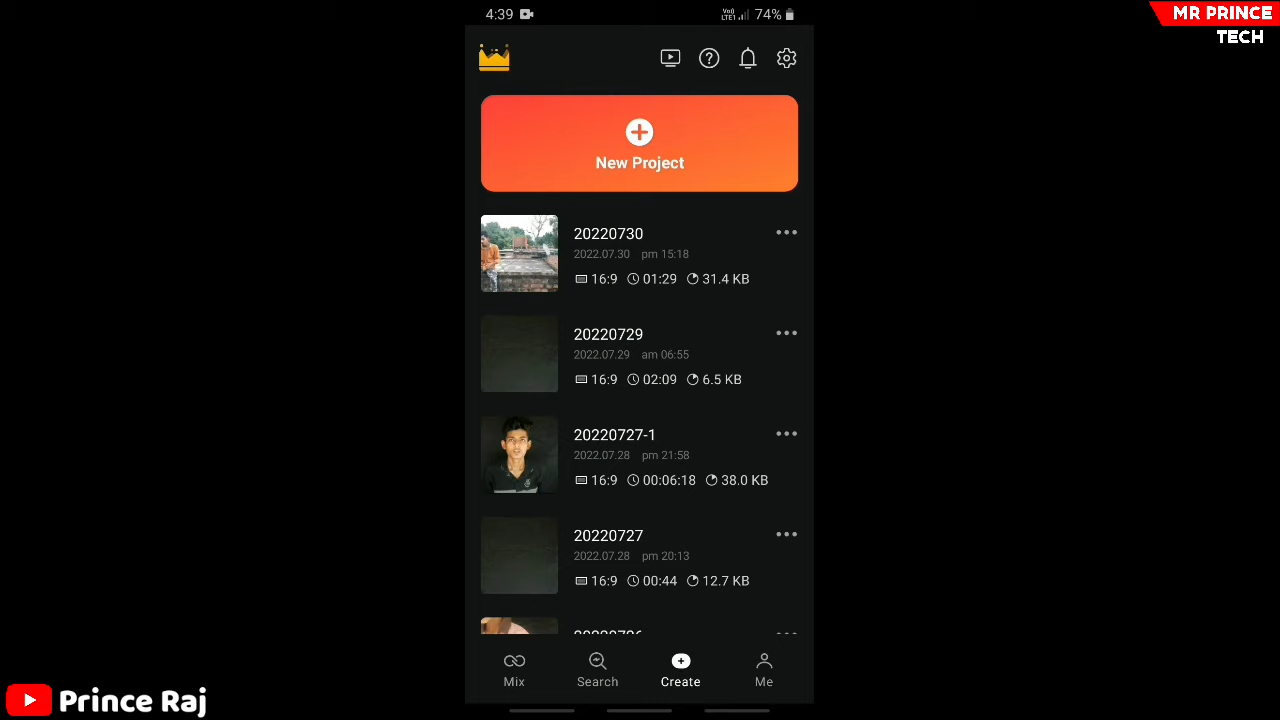 4:39
Vo)) LTE1 74%
MR PRINCE
TECH
New Project
20220730
2022.07.30 pm 15:18
16:9 01:29 31.4 KB
20220729
2022.07.29 am 06:55
16:9 02:09 6.5 KB
20220727-1
2022.07.28 pm 21:58
16:9 00:06:18 38.0 KB
20220727
2022.07.28 pm 20:13
16:9 00:44 12.7 KB
Mix Search Create Me
Prince Raj